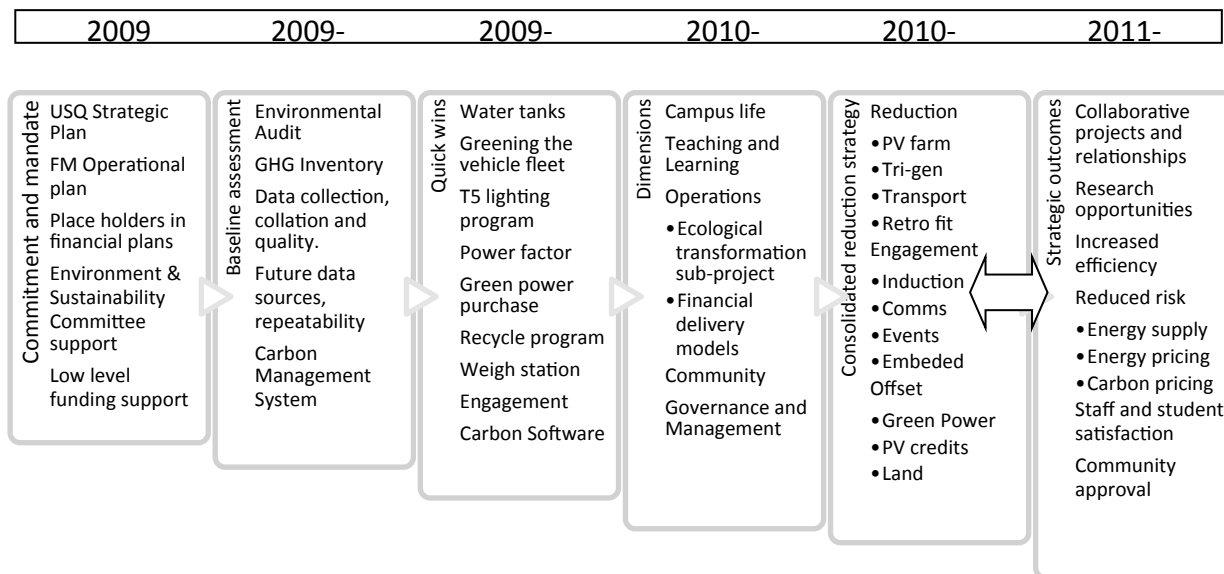 2009
2009-
2009-
2010-
2010-
2011-
Commitment and mandate
USQ Strategic
Plan
FM Operational
plan
Place holders in
financial plans
Environment &
Sustainability
Committee
support
Low level
funding support
Baseline assessment
Environmental
Audit
GHG Inventory
Data collection,
collation and
quality.
Future data
sources,
repeatability
Carbon
Management
System
Quick wins
Water tanks
Greening the
vehicle fleet
T5 lighting
program
Power factor
Green power
purchase
Recycle program
Weigh station
Engagement
Carbon Software
Dimensions
Campus life
Teaching and
Learning
Operations
•Ecological
transformation
sub-project
•Financial
delivery
models
Community
Governance and
Management
Consolidated reduction strategy
Reduction
•PV farm
•Tri-gen
•Transport
•Retro fit
Engagement
•Induction
•Comms
•Events
•Embeded
Offset
•Green Power
•PV credits
•Land
Strategic outcomes
Collaborative
projects and
relationships
Research
opportunities
Increased
efficiency
Reduced risk
•Energy supply
•Energy pricing
•Carbon pricing
Staff and student
satisfaction
Community
approval